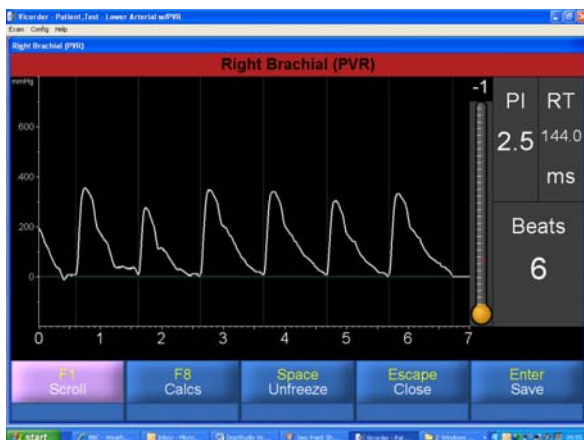 Vicorder - Patient,Test - Lower Arterial w/PVR
Exam Config Help
Right Brachial (PVR)
Right Brachial (PVR)
mmHg
-1
PI RT
2.5 144.0
ms
Beats
6
600
400
200
0
0 1 2 3 4 5 6 7
F1 F8 Space Escape Enter
Scroll Calcs Unfreeze Close Save
start